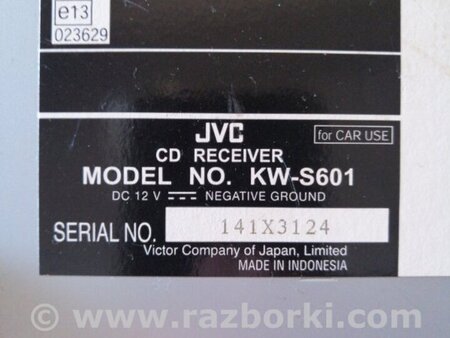 e13
023629
JVC
for CAR USE
CD RECEIVER
MODEL NO. KW-S601
DC 12 V ⎓ NEGATIVE GROUND
SERIAL NO. 141X3124
Victor Company of Japan, Limited
MADE IN INDONESIA
© www.razborki.com